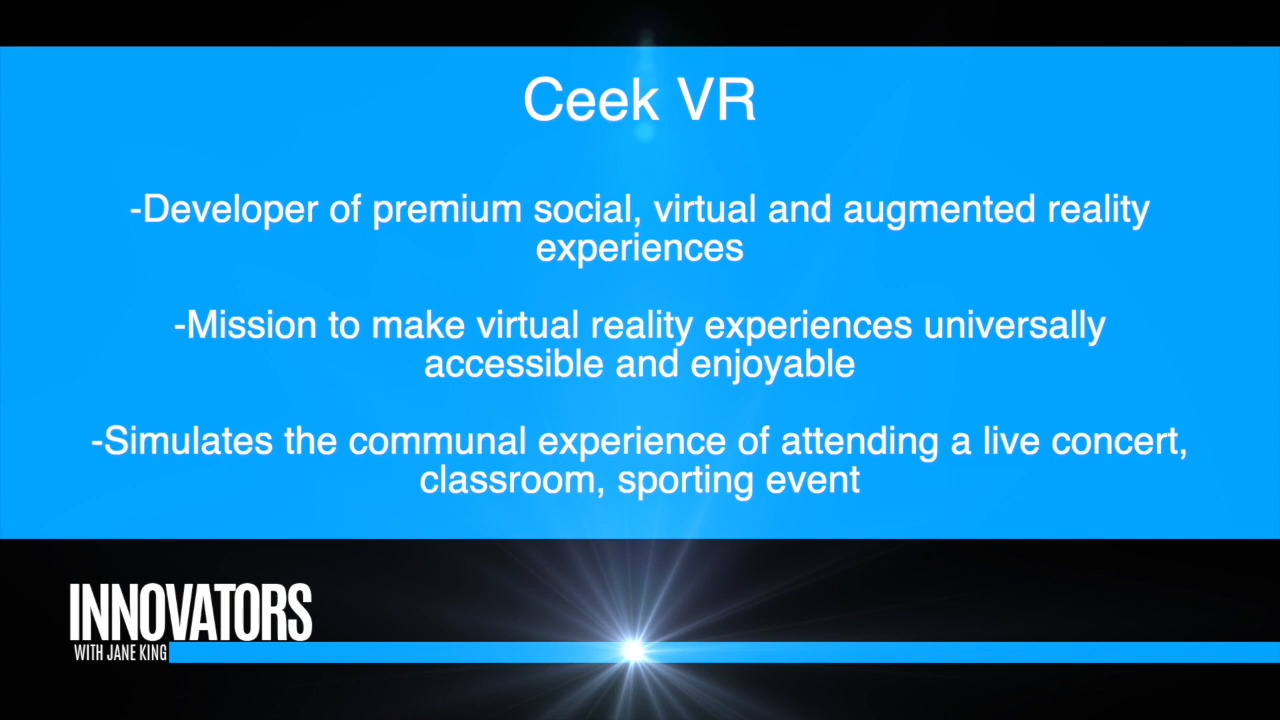 Ceek VR
-Developer of premium social, virtual and augmented reality
experiences
-Mission to make virtual reality experiences universally
accessible and enjoyable
-Simulates the communal experience of attending a live concert,
classroom, sporting event
INNOVATORS
WITH JANE KING